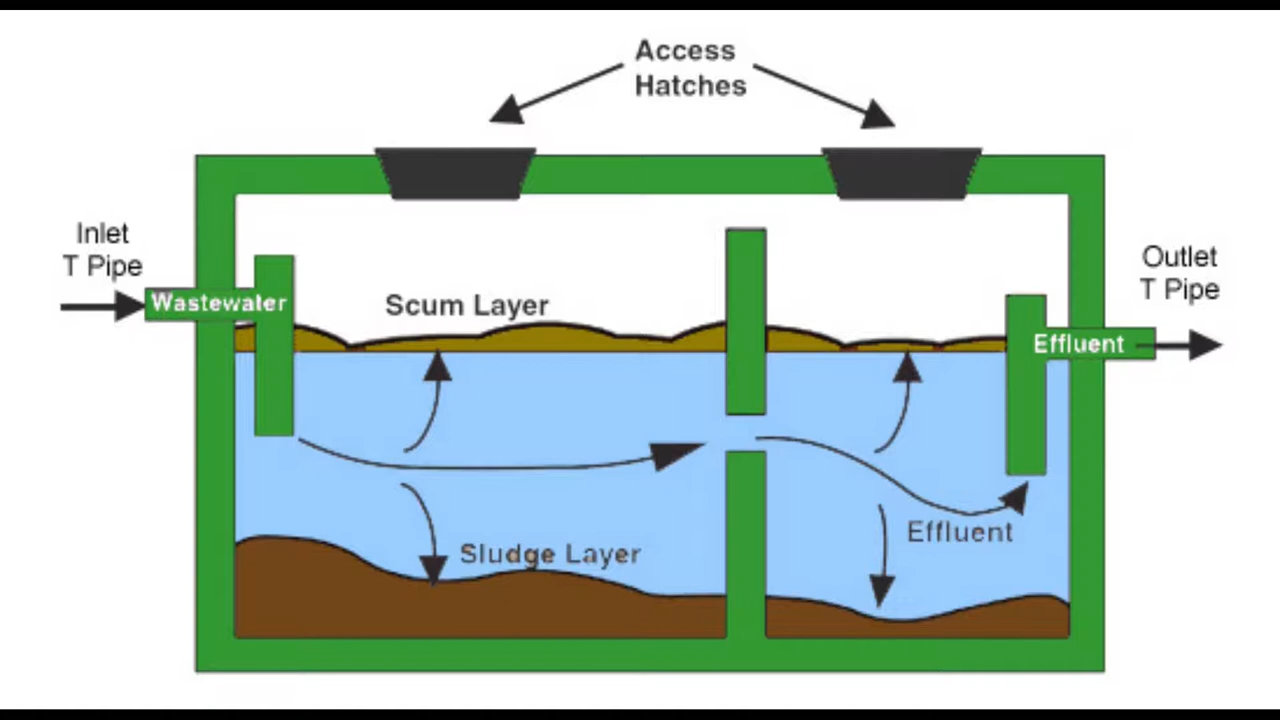 Access
Hatches
Inlet
T Pipe
Outlet
T Pipe
Wastewater
Scum Layer
Effluent
Effluent
Sludge Layer